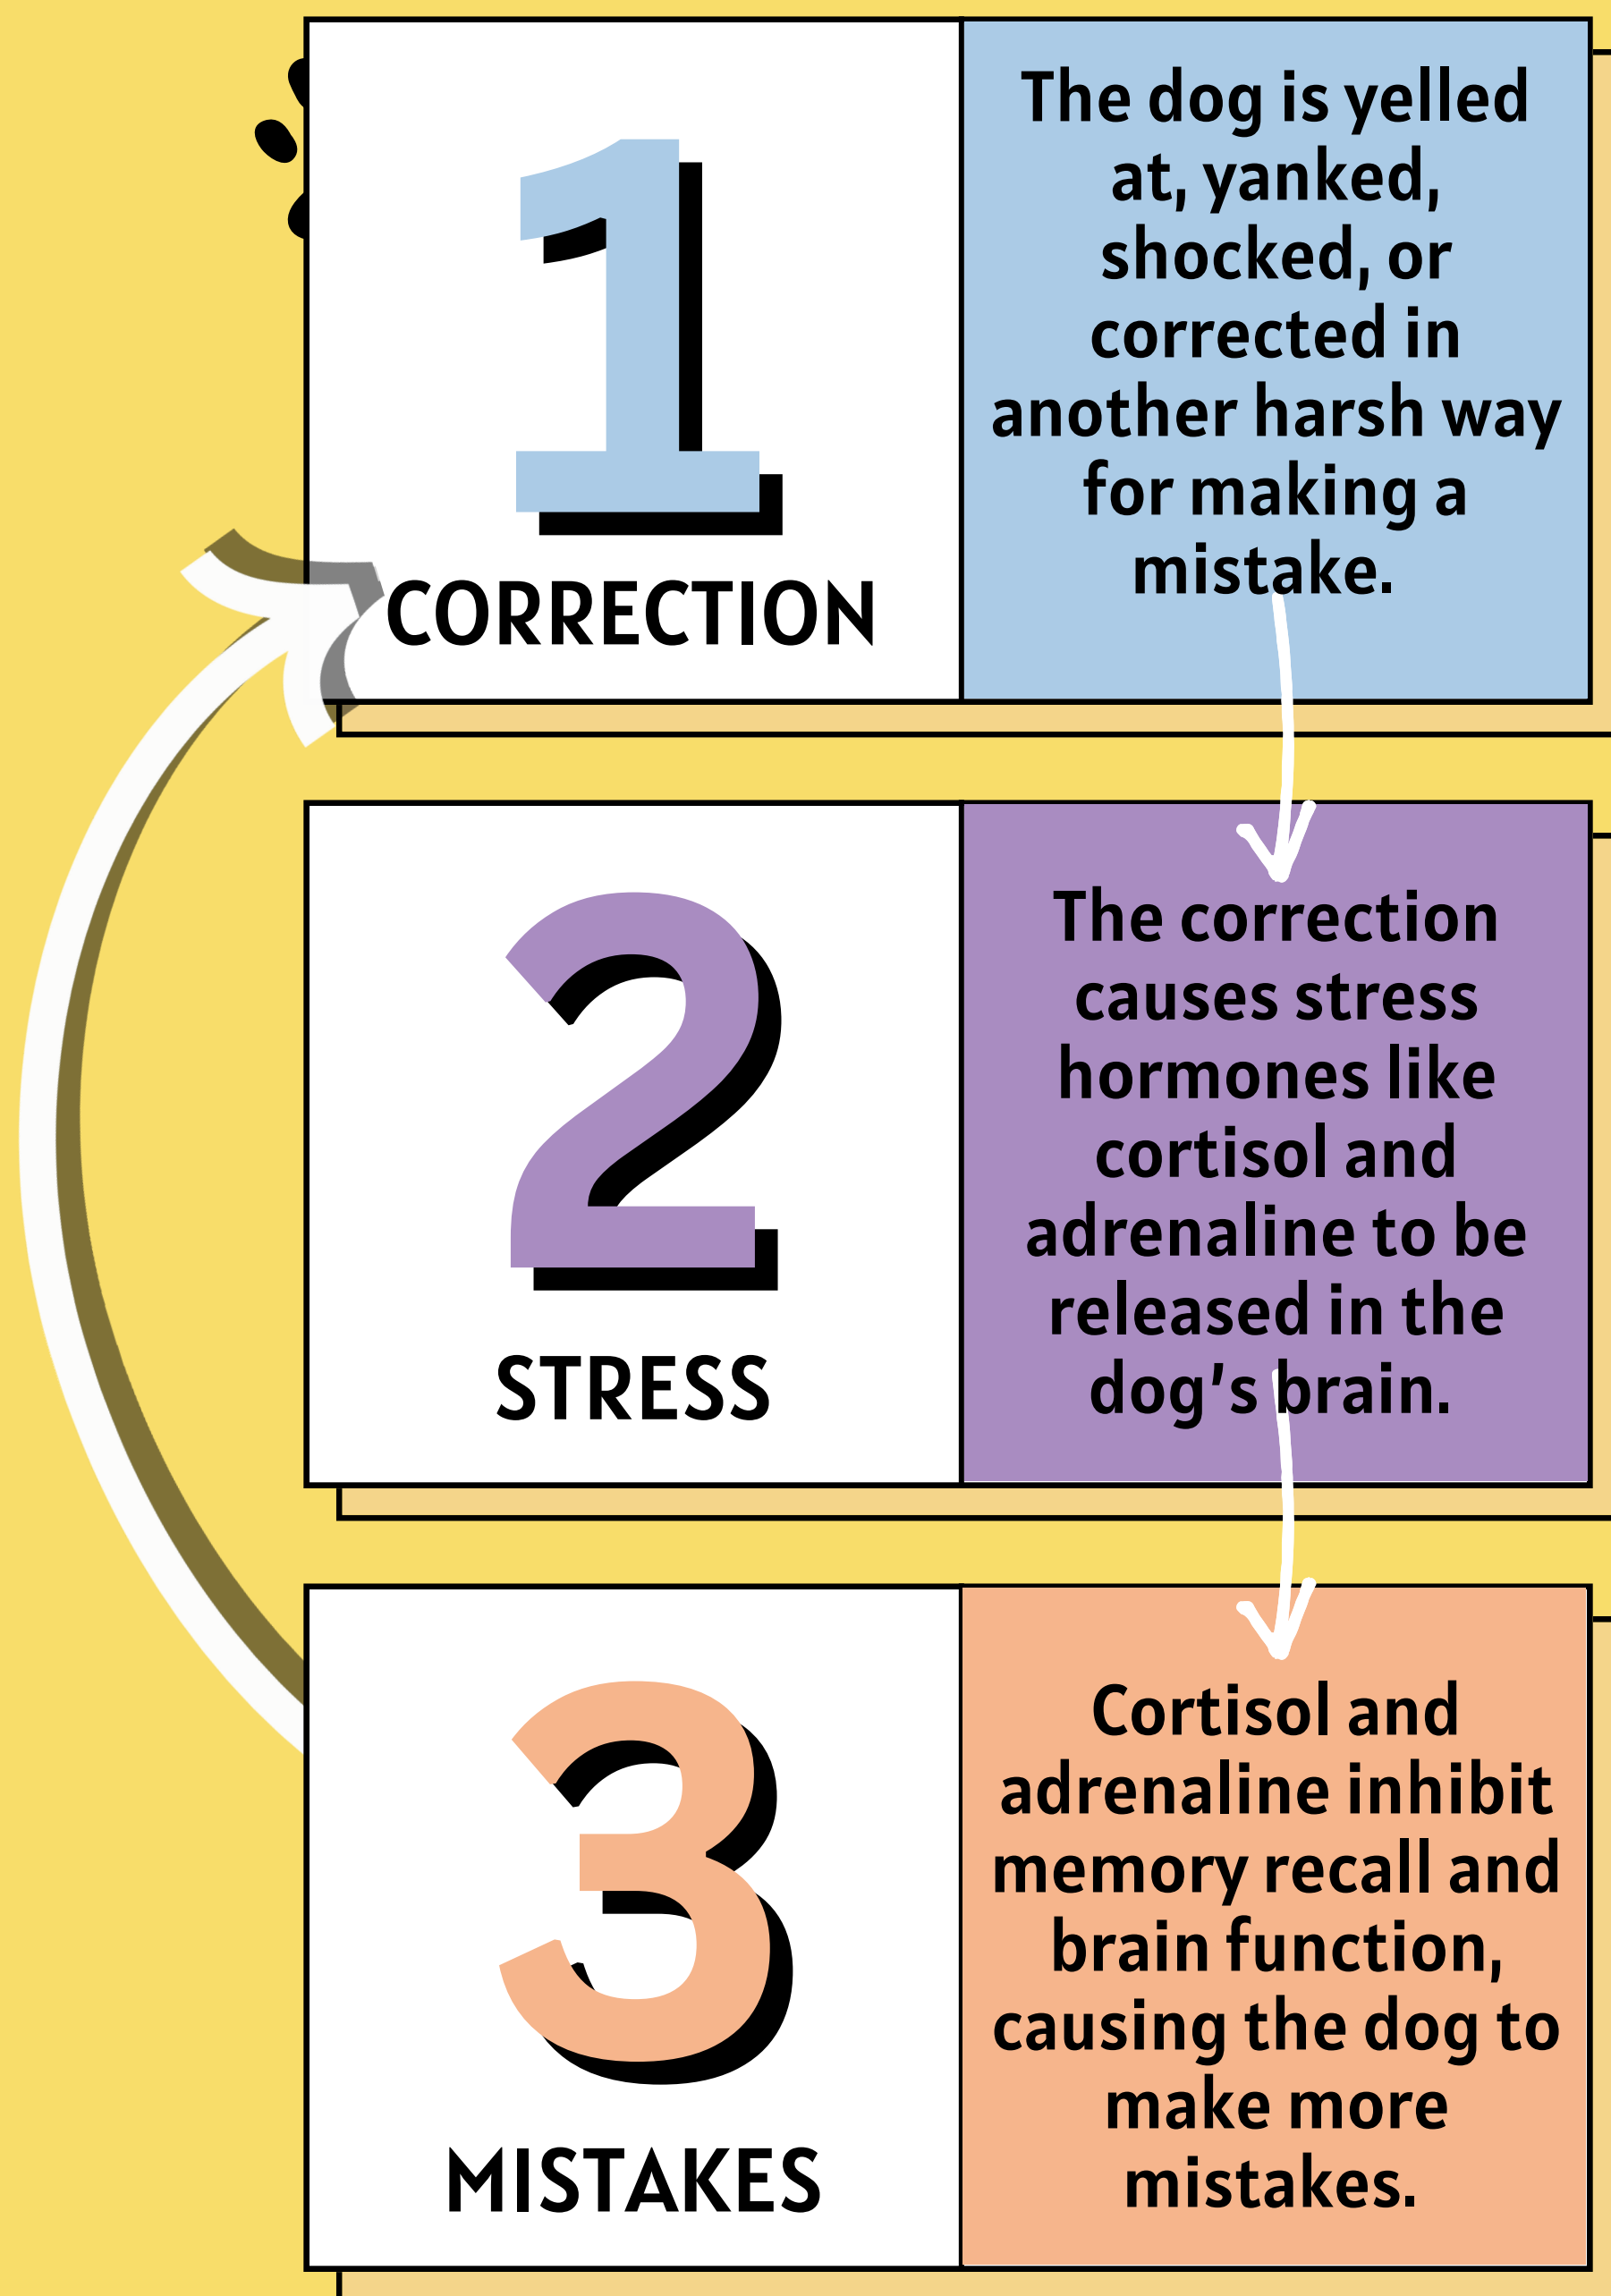 1
CORRECTION
The dog is yelled
at, yanked,
shocked, or
corrected in
another harsh way
for making a
mistake.
2
STRESS
The correction
causes stress
hormones like
cortisol and
adrenaline to be
released in the
dog's brain.
3
MISTAKES
Cortisol and
adrenaline inhibit
memory recall and
brain function,
causing the dog to
make more
mistakes.